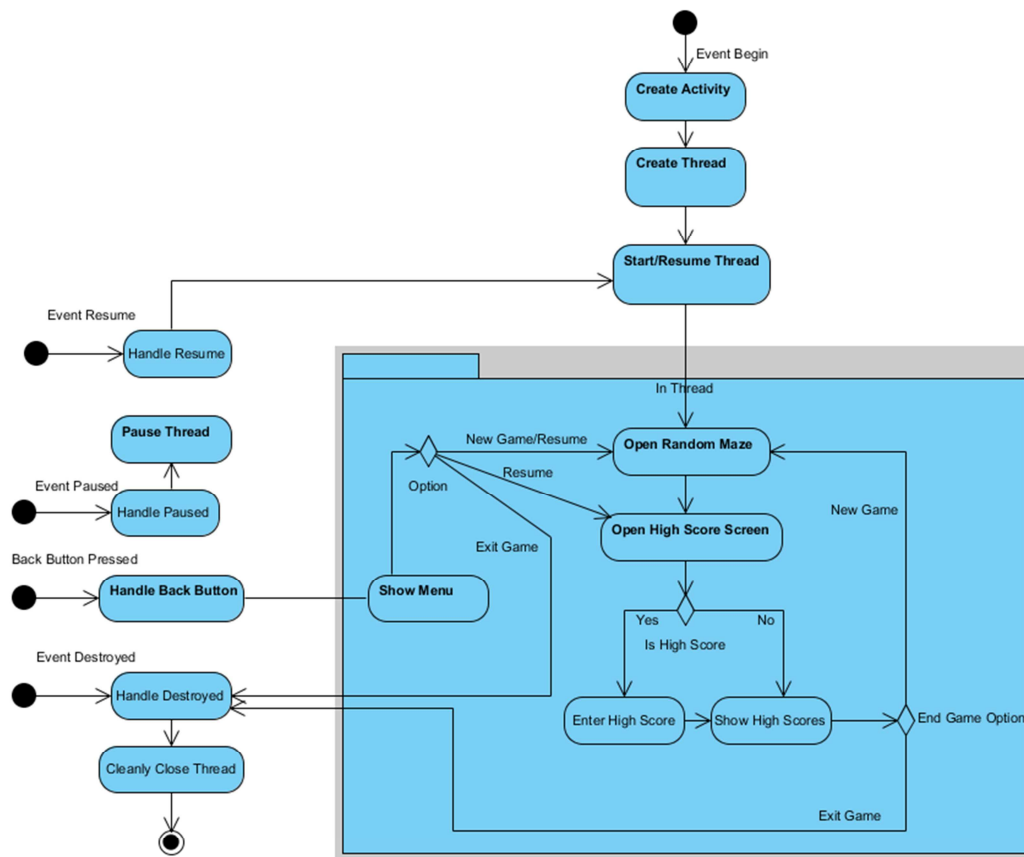 Event Begin
Create Activity
Create Thread
Start/Resume Thread
Event Resume
Handle Resume
In Thread
Pause Thread
New Game/Resume
Open Random Maze
Resume
Option
Event Paused
Handle Paused
New Game
Open High Score Screen
Exit Game
Back Button Pressed
Handle Back Button
Show Menu
Yes
No
Is High Score
Event Destroyed
Handle Destroyed
Enter High Score
Show High Scores
End Game Option
Cleanly Close Thread
Exit Game